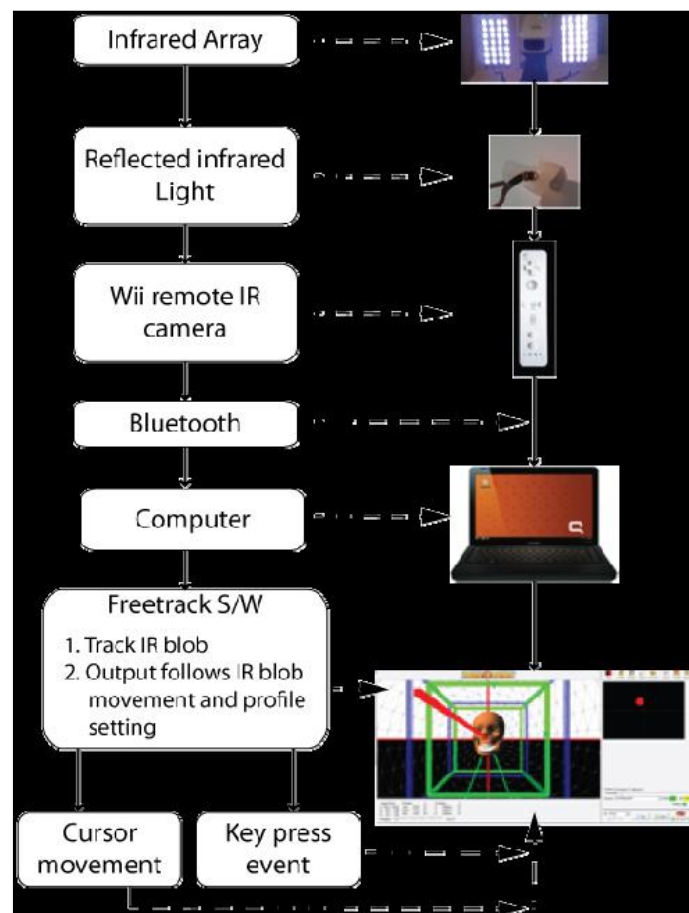 Infrared Array
Reflected infrared
Light
Wii remote IR
camera
Bluetooth
Computer
Freetrack S/W
1. Track IR blob
2. Output follows IR blob
movement and profile
setting
Cursor
movement
Key press
event